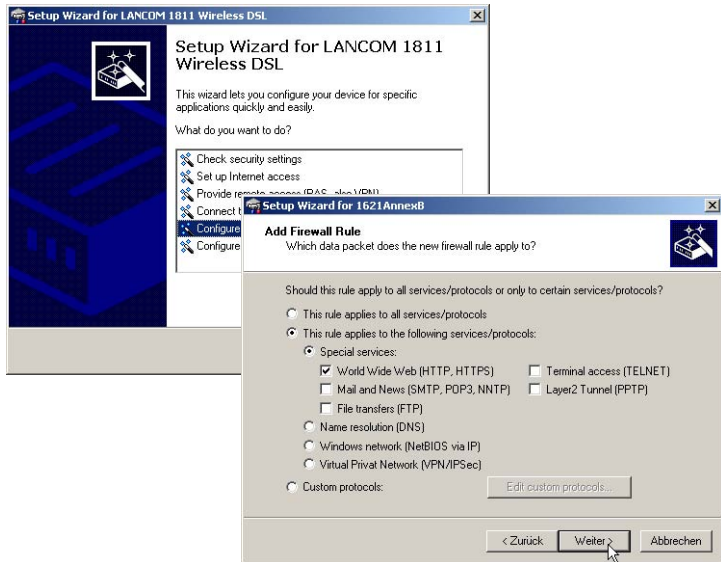 Setup Wizard for LANCOM 1811 Wireless DSL
Setup Wizard for LANCOM 1811
Wireless DSL
This wizard lets you configure your device for specific
applications quickly and easily.
What do you want to do?
Check security settings
Set up Internet access
Provide remote access (RAS, also VPN)
Connect
Configure
Configure
Setup Wizard for 1621AnnexB
Add Firewall Rule
Which data packet does the new firewall rule apply to?
Should this rule apply to all services/protocols or only to certain services/protocols?
This rule applies to all services/protocols
This rule applies to the following services/protocols:
Special services:
World Wide Web (HTTP, HTTPS)
Terminal access (TELNET)
Mail and News (SMTP, POP3, NNTP)
Layer2 Tunnel (PPTP)
File transfers (FTP)
Name resolution (DNS)
Windows network (NetBIOS via IP)
Virtual Privat Network (VPN/IPSec)
Custom protocols:
Edit custom protocols...
< Zurück
Weiter >
Abbrechen